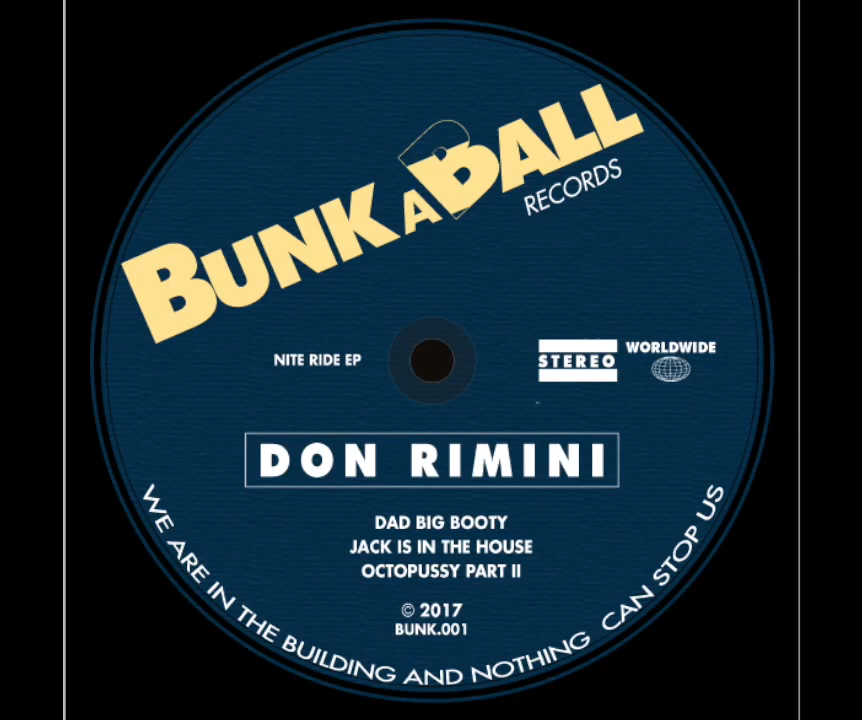 BUNK A BALL
RECORDS
NITE RIDE EP
STEREO
WORLDWIDE
DON RIMINI
DAD BIG BOOTY
JACK IS IN THE HOUSE
OCTOPUSSY PART II
© 2017
BUNK.001
WE ARE IN THE BUILDING AND NOTHING CAN STOP US